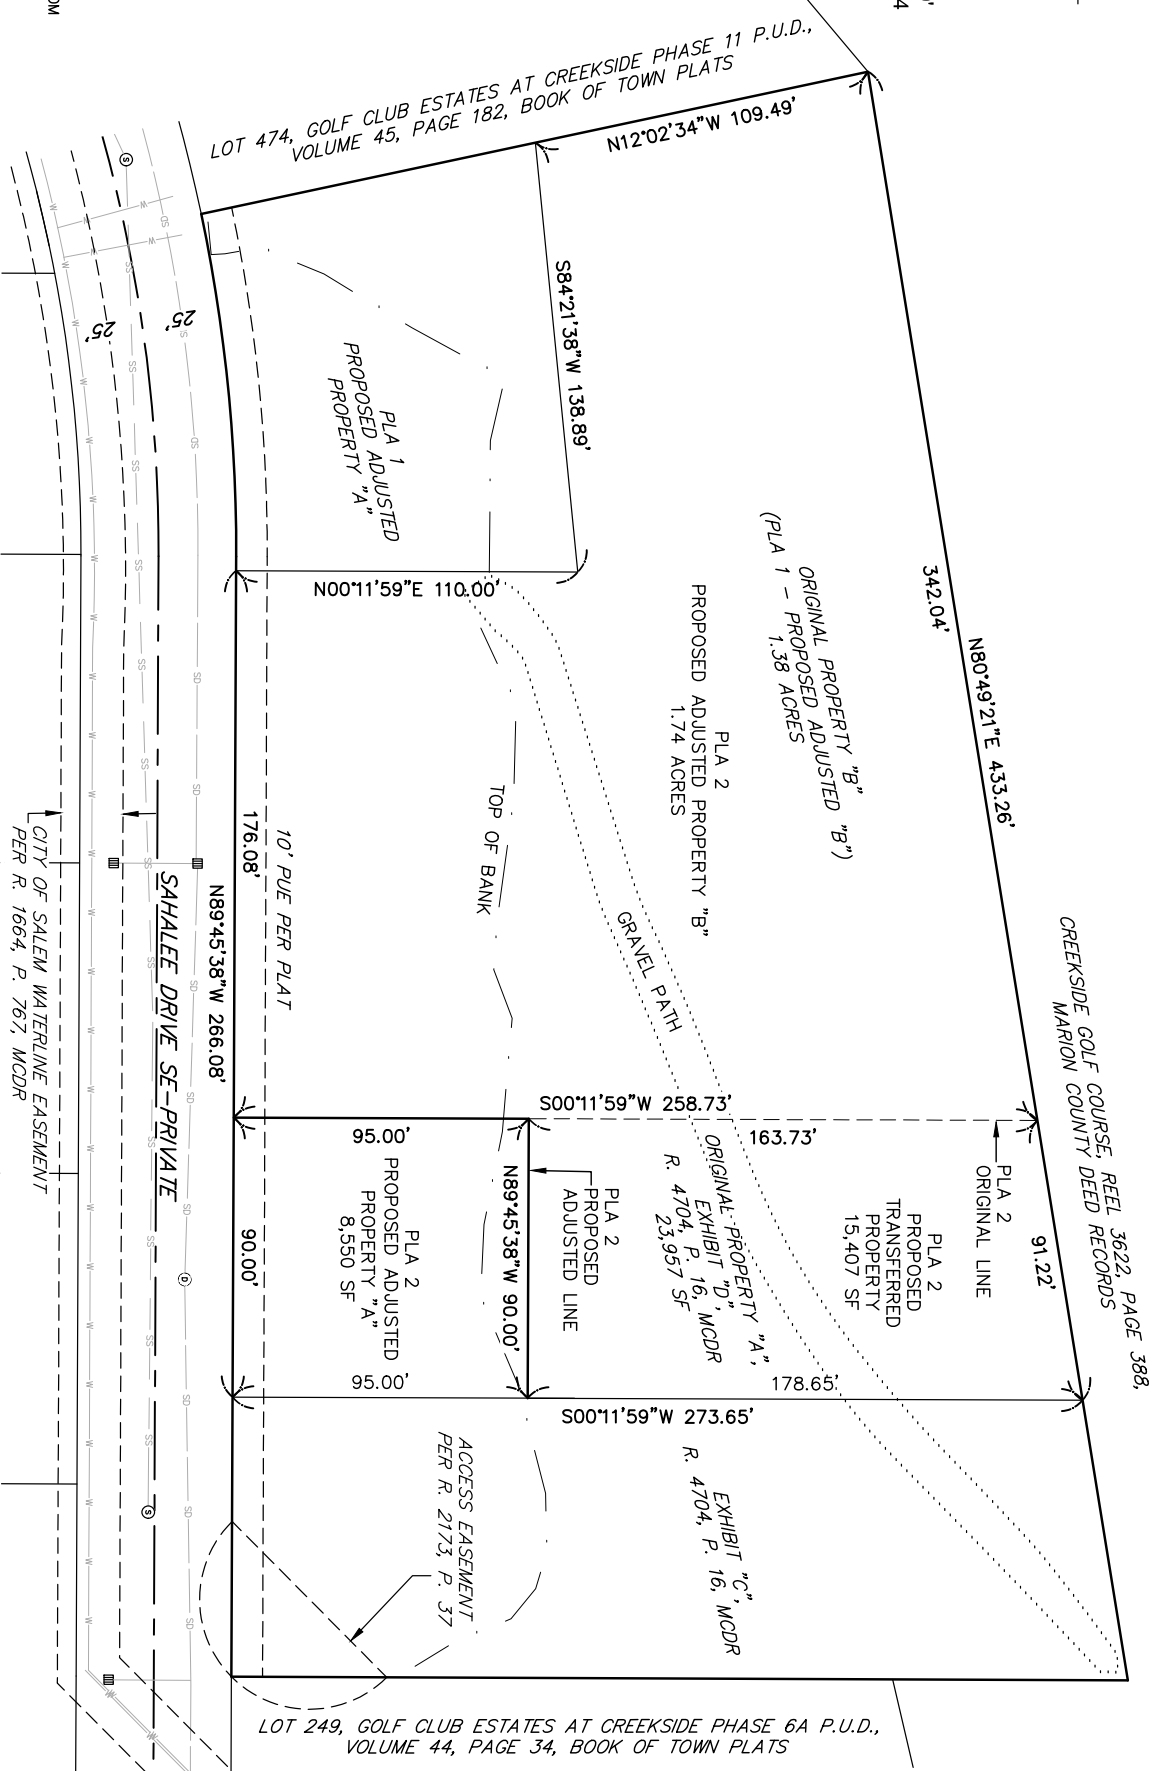 LOT 474, GOLF CLUB ESTATES AT CREEKSIDE PHASE 11 P.U.D.,
VOLUME 45, PAGE 182, BOOK OF TOWN PLATS
N12°02'34"W 109.49'
S84°21'38"W 138.89'
PLA 1
PROPOSED ADJUSTED
PROPERTY "A"
N00°11'59"E 110.00'
342.04'
N80°49'21"E 433.26'
ORIGINAL PROPERTY "B"
(PLA 1 – PROPOSED ADJUSTED "B")
1.38 ACRES
PLA 2
PROPOSED ADJUSTED PROPERTY "B"
1.74 ACRES
TOP OF BANK
GRAVEL PATH
CREEKSIDE GOLF COURSE, REEL 3622, PAGE 388,
MARION COUNTY DEED RECORDS
91.22'
PLA 2
ORIGINAL LINE
S00°11'59"W 258.73'
163.73'
95.00'
PLA 2
PROPOSED
TRANSFERRED
PROPERTY
15,407 SF
ORIGINAL PROPERTY "A",
EXHIBIT "D",
R. 4704, P. 16, MCDR
23,957 SF
PLA 2
PROPOSED
ADJUSTED LINE
N89°45'38"W 90.00'
PLA 2
PROPOSED ADJUSTED
PROPERTY "A"
8,550 SF
178.65'
95.00'
S00°11'59"W 273.65'
EXHIBIT "C",
R. 4704, P. 16, MCDR
ACCESS EASEMENT
PER R. 2173, P. 37
10' PUE PER PLAT
176.08'
90.00'
N89°45'38"W 266.08'
SAHALEE DRIVE SE–PRIVATE
25'
25'
CITY OF SALEM WATERLINE EASEMENT
PER R. 1664, P. 767, MCDR
LOT 249, GOLF CLUB ESTATES AT CREEKSIDE PHASE 6A P.U.D.,
VOLUME 44, PAGE 34, BOOK OF TOWN PLATS